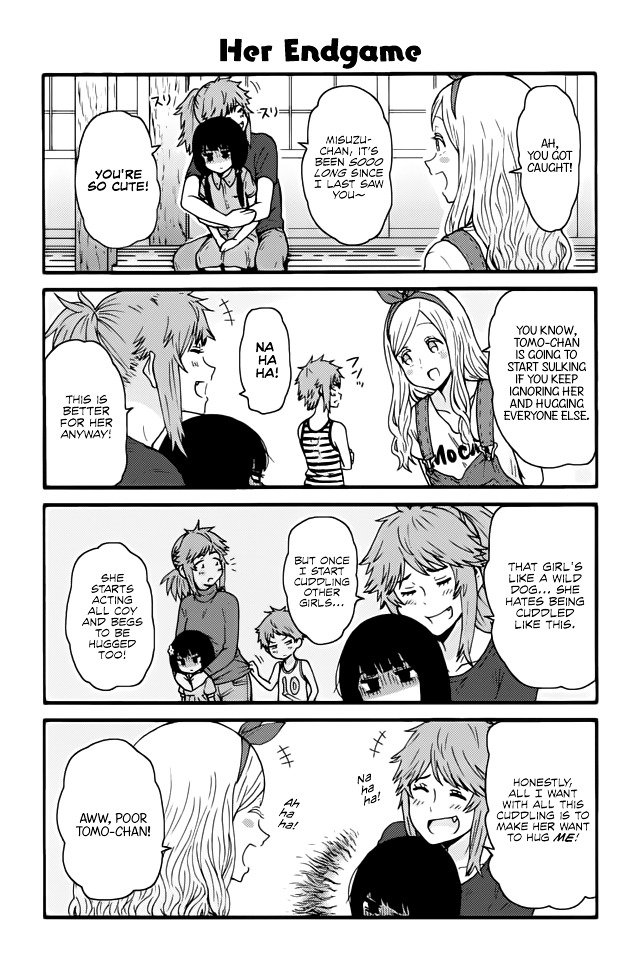 Her Endgame
AH,
YOU GOT
CAUGHT!
MISUZU-
CHAN, IT'S
BEEN SOOO
LONG SINCE
I LAST SAW
YOU~
スリ
スリ
YOU'RE
SO CUTE!
YOU KNOW,
TOMO-CHAN
IS GOING TO
START SULKING
IF YOU KEEP
IGNORING HER
AND HUGGING
EVERYONE ELSE.
MOCH
NA
HA
HA!
THIS IS
BETTER
FOR HER
ANYWAY!
THAT GIRL'S
LIKE A WILD
DOG... SHE
HATES BEING
CUDDLED
LIKE THIS.
BUT ONCE
I START
CUDDLING
OTHER
GIRLS...
10
SHE
STARTS
ACTING
ALL COY
AND BEGS
TO BE
HUGGED
TOO!
HONESTLY,
ALL I WANT
WITH ALL THIS
CUDDLING IS
TO MAKE HER WANT
TO HUG ME!
Na
ha
ha!
Ah
ha
ha!
AWW, POOR
TOMO-CHAN!